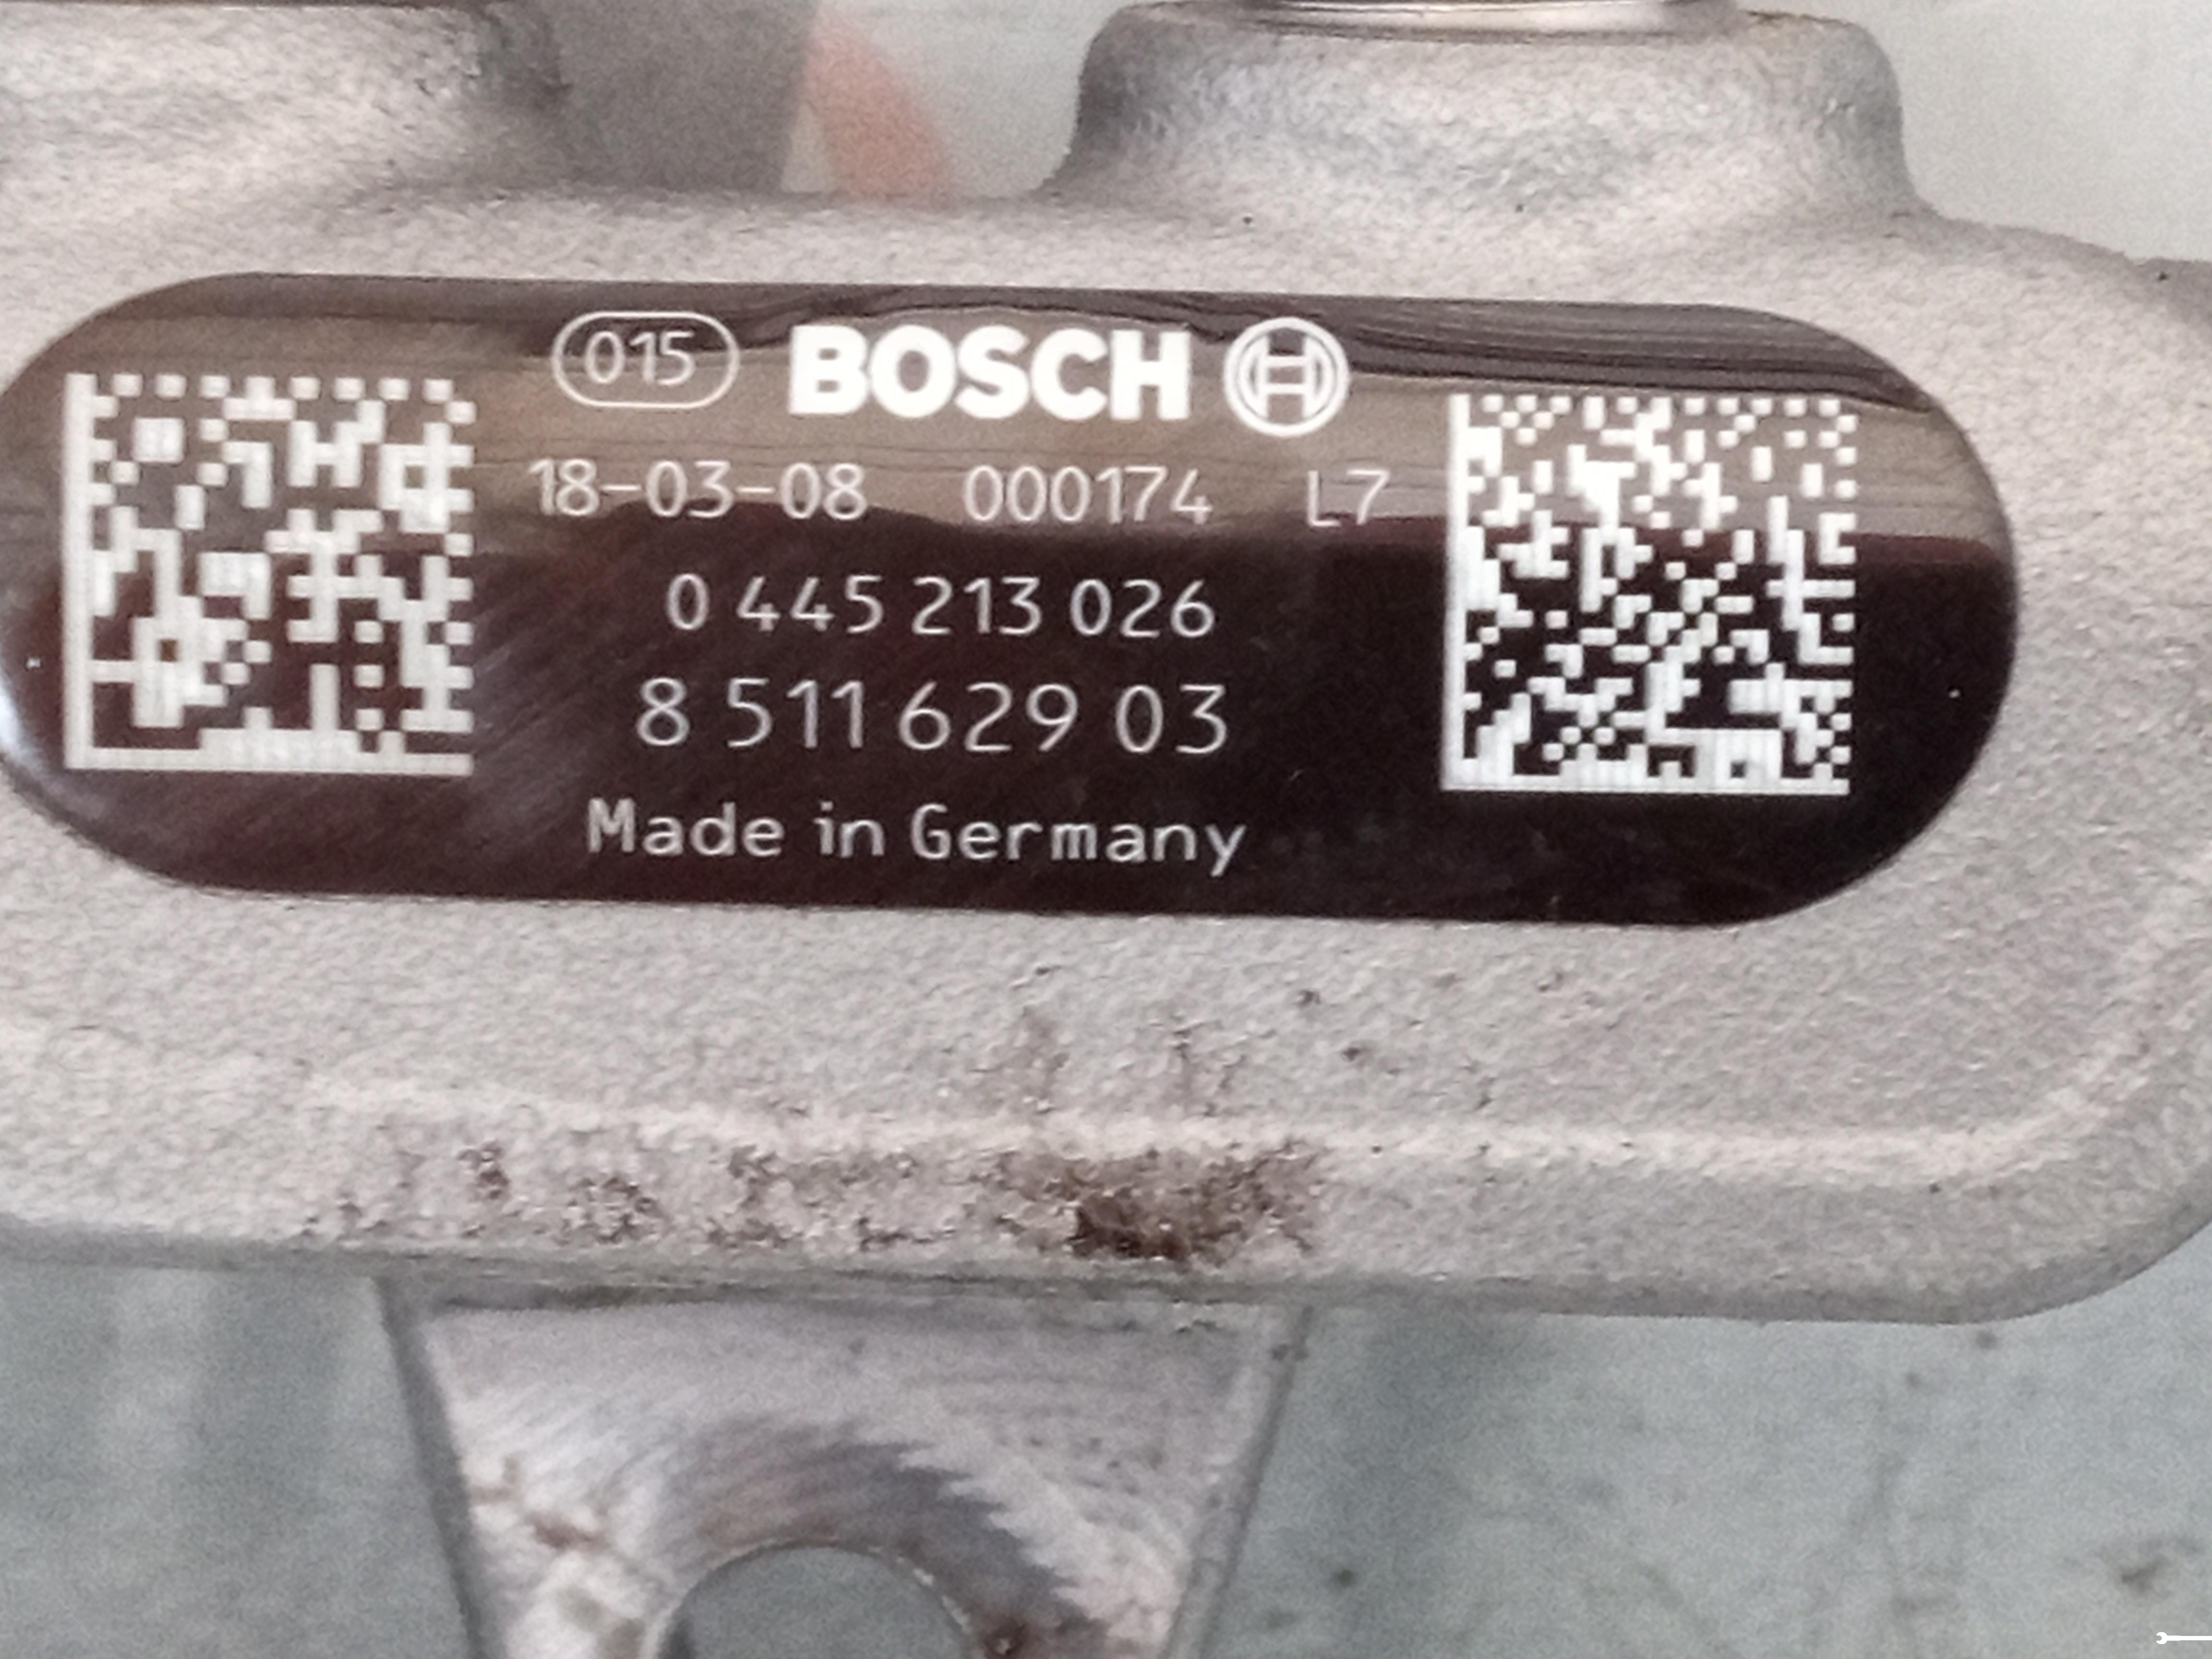 015 BOSCH
18-03-08 000174 L7
0 445 213 026
8 511 629 03
Made in Germany